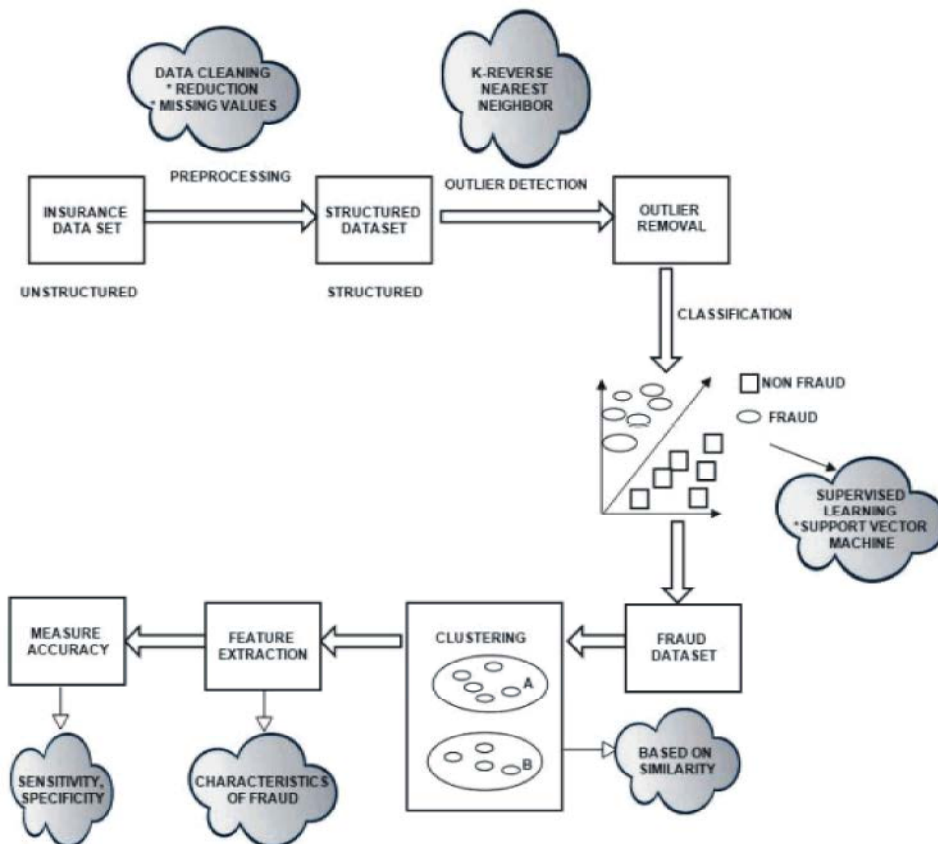 DATA CLEANING
* REDUCTION
* MISSING VALUES
K-REVERSE
NEAREST
NEIGHBOR
PREPROCESSING
OUTLIER DETECTION
INSURANCE
DATA SET
STRUCTURED
DATASET
OUTLIER
REMOVAL
UNSTRUCTURED
STRUCTURED
CLASSIFICATION
NON FRAUD
FRAUD
SUPERVISED
LEARNING
*SUPPORT VECTOR
MACHINE
FRAUD
DATASET
CLUSTERING
A
B
BASED ON
SIMILARITY
FEATURE
EXTRACTION
CHARACTERISTICS
OF FRAUD
MEASURE
ACCURACY
SENSITIVITY,
SPECIFICITY